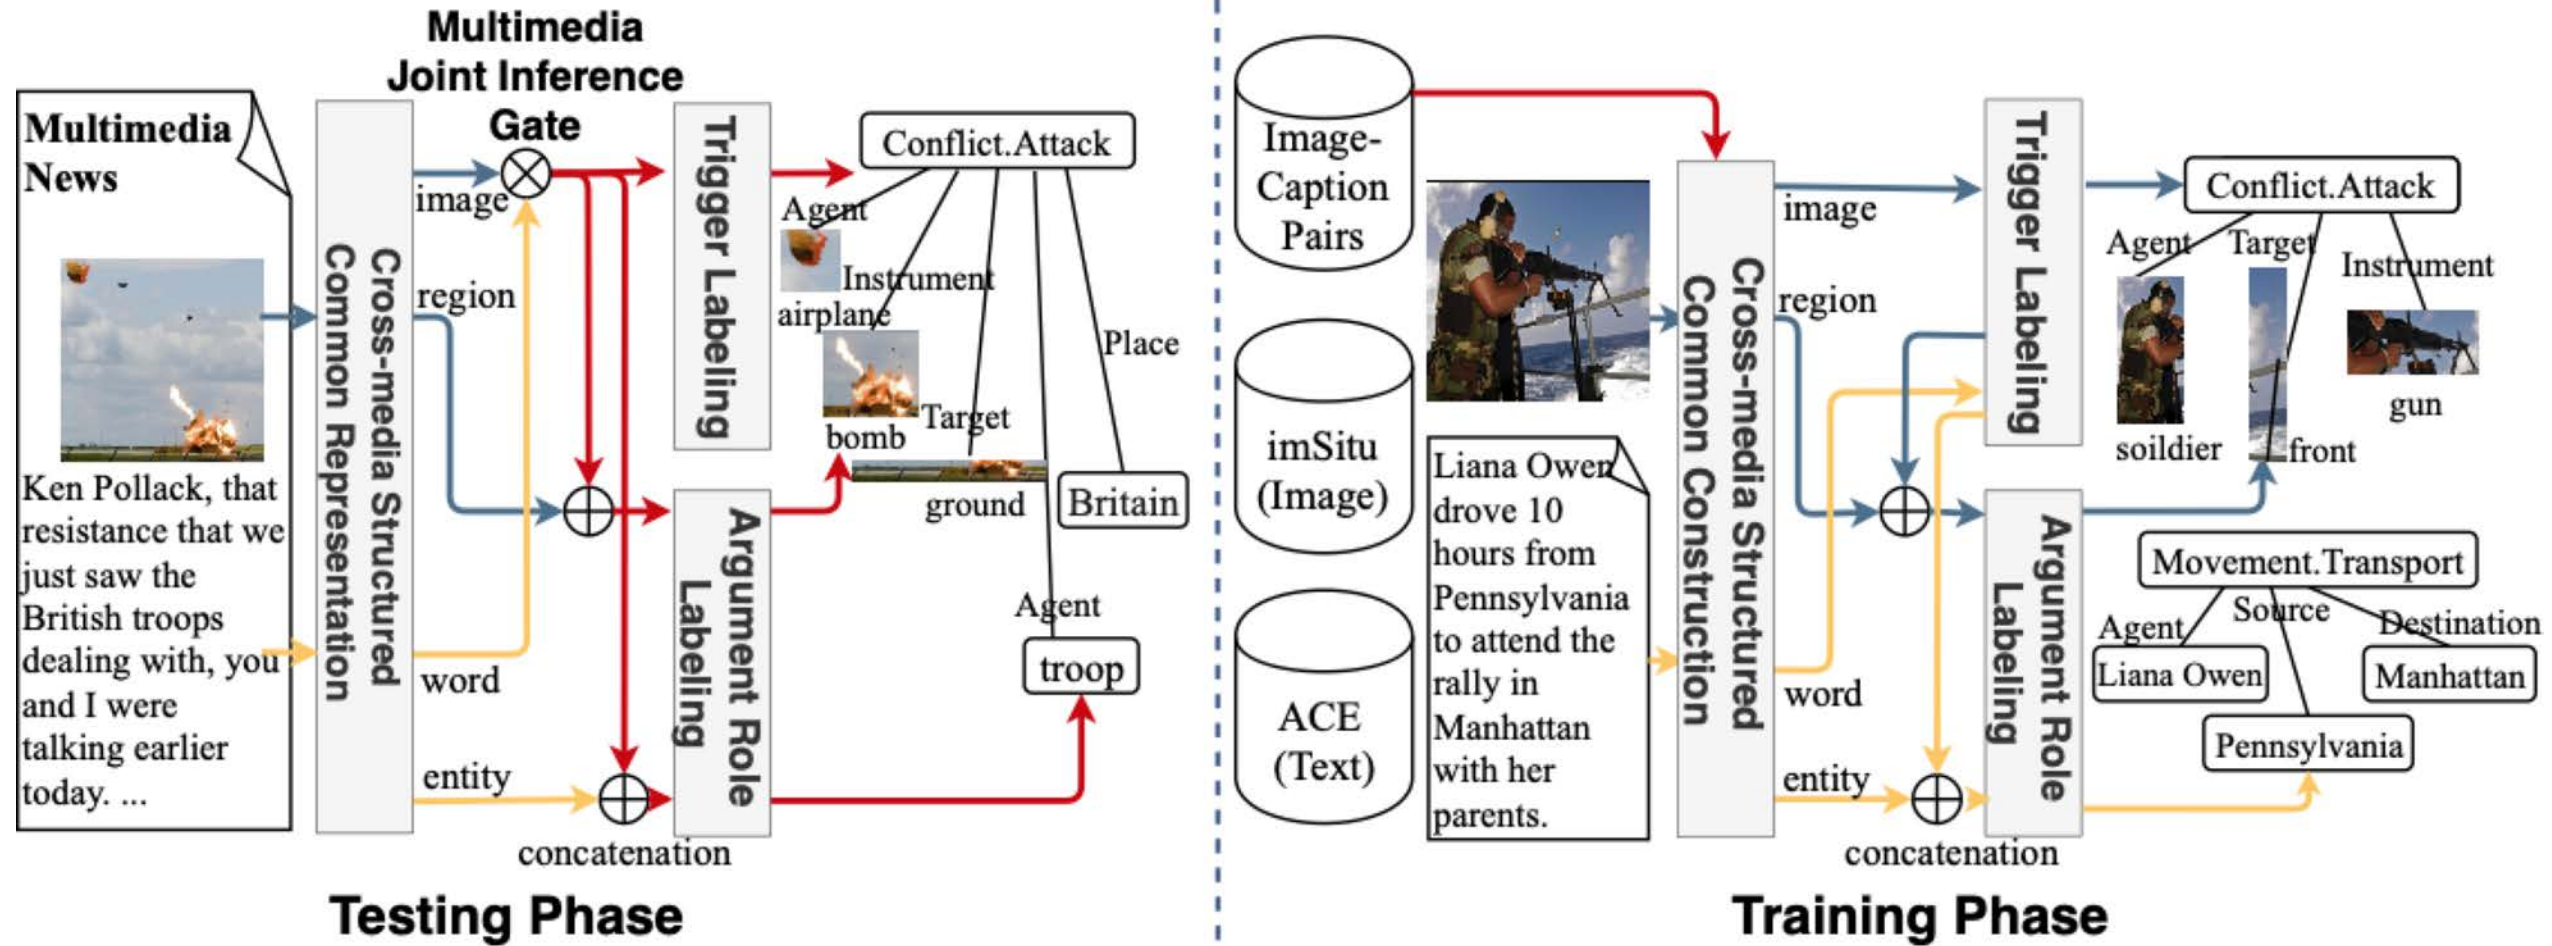 Multimedia
Joint Inference
Gate
Multimedia
News
Ken Pollack, that
resistance that we
just saw the
British troops
dealing with, you
and I were
talking earlier
today. ...
Cross-media Structured
Common Representation
image
region
word
entity
concatenation
Trigger Labeling
Argument Role
Labeling
Conflict.Attack
Agent
airplane
Instrument
bomb
Target
ground
Place
Britain
Agent
troop
Testing Phase
Image-
Caption
Pairs
imSitu
(Image)
ACE
(Text)
Liana Owen
drove 10
hours from
Pennsylvania
to attend the
rally in
Manhattan
with her
parents.
Cross-media Structured
Common Construction
image
region
word
entity
concatenation
Trigger Labeling
Argument Role
Labeling
Conflict.Attack
Agent
soildier
Target
front
Instrument
gun
Movement.Transport
Agent
Liana Owen
Source
Pennsylvania
Destination
Manhattan
Training Phase